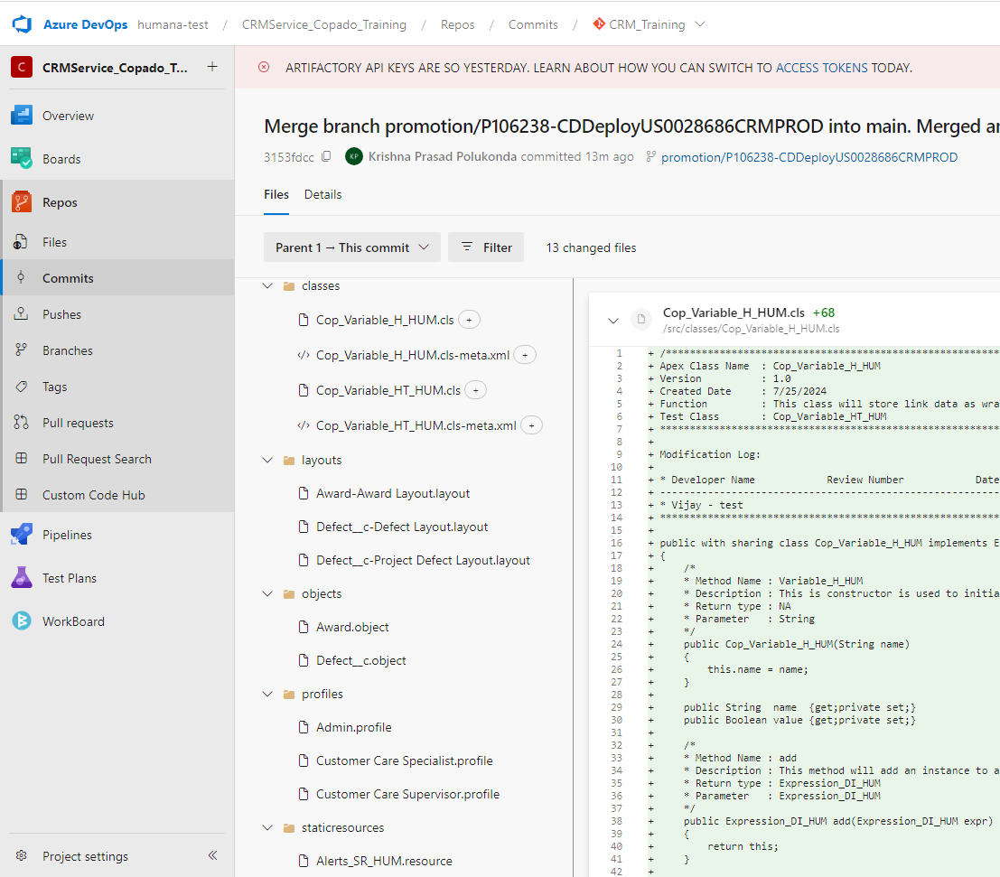 Azure DevOps humana-test / CRMService_Copado_Training / Repos / Commits / CRM_Training
C CRMService_Copado_T... +
ARTIFACTORY API KEYS ARE SO YESTERDAY. LEARN ABOUT HOW YOU CAN SWITCH TO ACCESS TOKENS TODAY.
Overview
Boards
Repos
Files
Commits
Pushes
Branches
Tags
Pull requests
Pull Request Search
Custom Code Hub
Pipelines
Test Plans
WorkBoard
Project settings
Merge branch promotion/P106238-CDDeployUS0028686CRMPROD into main. Merged
3153fdcc KP Krishna Prasad Polukonda committed 13m ago promotion/P106238-CDDeployUS0028686CRMPROD
Files Details
Parent 1 → This commit Filter 13 changed files
classes
Cop_Variable_H_HUM.cls +
</> Cop_Variable_H_HUM.cls-meta.xml +
Cop_Variable_HT_HUM.cls +
</> Cop_Variable_HT_HUM.cls-meta.xml +
layouts
Award-Award Layout.layout
Defect__c-Defect Layout.layout
Defect__c-Project Defect Layout.layout
objects
Award.object
Defect__c.object
profiles
Admin.profile
Customer Care Specialist.profile
Customer Care Supervisor.profile
staticresources
Alerts_SR_HUM.resource
Cop_Variable_H_HUM.cls +68
/src/classes/Cop_Variable_H_HUM.cls
1 + /*********************************************************
2 + Apex Class Name : Cop_Variable_H_HUM
3 + Version : 1.0
4 + Created Date : 7/25/2024
5 + Function : This class will store link data as wra
6 + Test Class : Cop_Variable_HT_HUM
7 + **********************************************************
8 +
9 + Modification Log:
10 +
11 + * Developer Name Review Number Date
12 + ----------------------------------------------------------
13 + * Vijay - test
14 + **********************************************************
15 +
16 + public with sharing class Cop_Variable_H_HUM implements E
17 + {
18 + /*
19 + * Method Name : Variable_H_HUM
20 + * Description : This is constructor is used to initia
21 + * Return type : NA
22 + * Parameter : String
23 + */
24 + public Cop_Variable_H_HUM(String name)
25 + {
26 + this.name = name;
27 + }
28 +
29 + public String name {get;private set;}
30 + public Boolean value {get;private set;}
31 +
32 + /*
33 + * Method Name : add
34 + * Description : This method will add an instance to a
35 + * Return type : Expression_DI_HUM
36 + * Parameter : Expression_DI_HUM
37 + */
38 + public Expression_DI_HUM add(Expression_DI_HUM expr)
39 + {
40 + return this;
41 + }
42 +